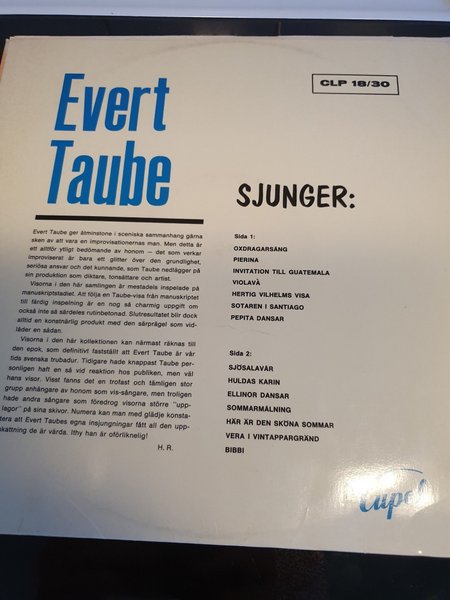 CLP 18/30
Evert
Taube
SJUNGER:
Evert Taube ger åtminstone i sceniska sammanhang gärna
sken av att vara en improvisationernas man. Men detta är
ett alltför ytligt bedömande av honom — det som verkar
improviserat är bara ett glitter över den grundlighet,
seriösa ansvar och det kunnande, som Taube nedlägger på
sin produktion som diktare, tonsättare och artist.
Visorna i den här samlingen är mestadels inspelade på
manuskriptstadiet. Att följa en Taube-visa från manuskriptet
till färdig inspelning är en nog så charmig uppgift om
också inte så särdeles rutinbetonad. Slutresultatet blir dock
alltid en konstnärlig produkt med den särprägel som vid-
låder en sådan.
Visorna i den här kollektionen kan närmast räknas till
den epok, som definitivt fastställt att Evert Taube är vår
tids svenska trubadur. Tidigare hade knappast Taube per-
sonligen haft en så vid reaktion hos publiken, men väl
hans visor. Visst fanns det en trofast och tämligen stor
grupp anhängare av honom som vis-sångare, men troligen
hade andra sångare som föredrog visorna större "upp-
lagor" på sina skivor. Numera kan man med glädje konsta-
tera att Evert Taubes egna insjungningar fått all den upp-
skattning de är värda. Ithy han är oförliknelig!
H. R.
Side 1:
OXDRAGARSÅNG
PIERINA
INVITATION TILL GUATEMALA
VIOLAVÅ
HERTIG VILHELMS VISA
SOTAREN I SANTIAGO
PEPITA DANSAR
Side 2:
SJÖSALAVÅR
HULDAS KARIN
ELLINOR DANSAR
SOMMARMÅLNING
HÄR ÄR DEN SKÖNA SOMMAR
VERA I VINTAPPARGRÄND
BIBBI
Cupol